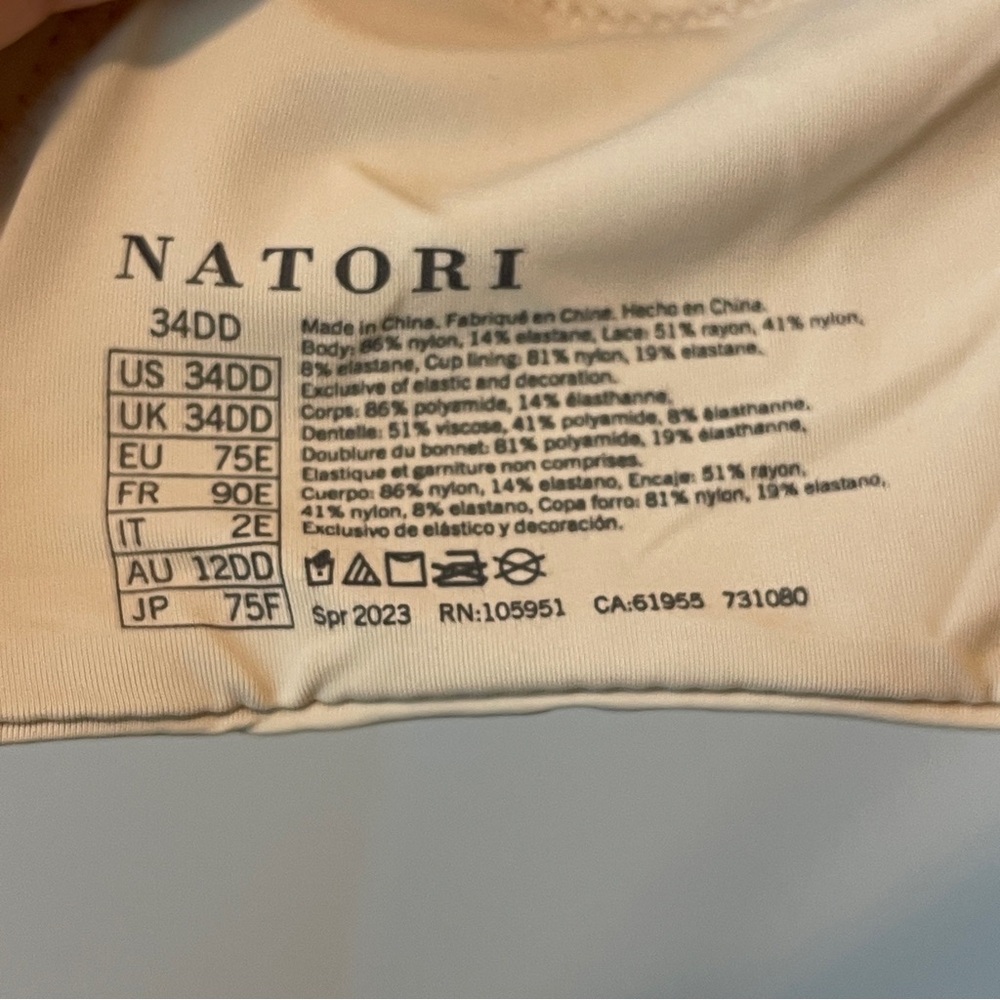 NATORI
34DD
US 34DD
UK 34DD
EU 75E
FR 90E
IT 2E
AU 12DD
JP 75F
Made in China. Fabriqué en Chine. Hecho en China.
Body: 86% nylon, 14% elastane, Lace: 51% rayon, 41% nylon,
8% elastane, Cup lining: 81% nylon, 19% elastane.
Exclusive of elastic and decoration.
Corps: 86% polyamide, 14% élasthanne,
Dentelle: 51% viscose, 41% polyamide, 8% élasthanne,
Doublure du bonnet: 81% polyamide, 19% élasthanne,
Elastique et garniture non comprises.
Cuerpo: 86% nylon, 14% elastano, Encaje: 51% rayon,
41% nylon, 8% elastano, Copa forro: 81% nylon, 19% elastano,
Exclusivo de elástico y decoración.
Spr 2023 RN:105951 CA:61955 731080